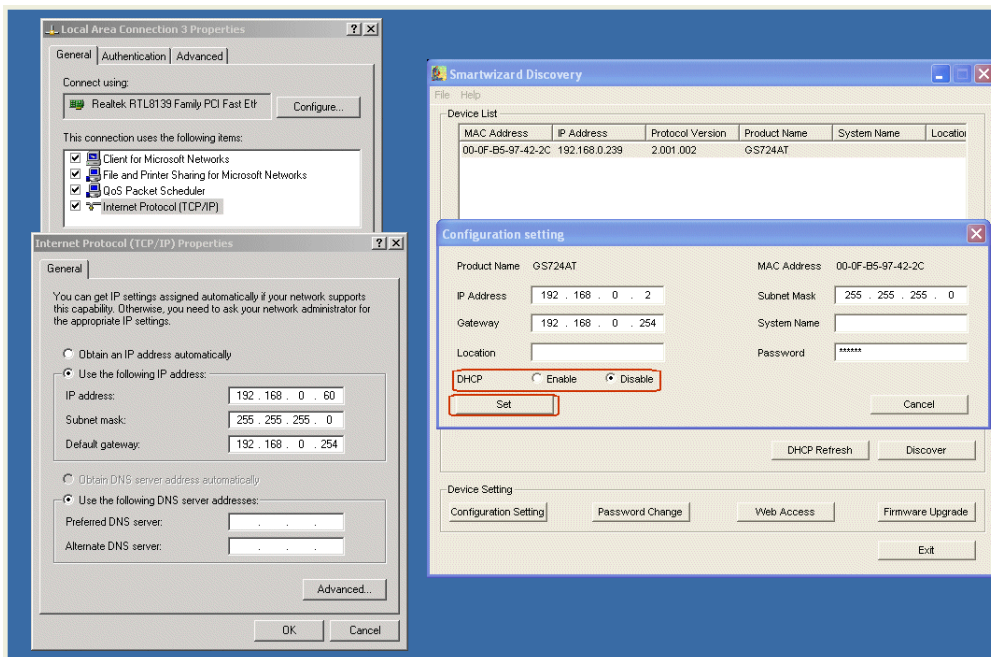 Local Area Connection 3 Properties
General Authentication Advanced
Connect using:
Realtek RTL8139 Family PCI Fast Eth
Configure...
This connection uses the following items:
Client for Microsoft Networks
File and Printer Sharing for Microsoft Networks
QoS Packet Scheduler
Internet Protocol (TCP/IP)
Internet Protocol (TCP/IP) Properties
General
You can get IP settings assigned automatically if your network supports
this capability. Otherwise, you need to ask your network administrator for
the appropriate IP settings.
Obtain an IP address automatically
Use the following IP address:
IP address: 192 . 168 . 0 . 60
Subnet mask: 255 . 255 . 255 . 0
Default gateway: 192 . 168 . 0 . 254
Obtain DNS server address automatically
Use the following DNS server addresses:
Preferred DNS server: . . .
Alternate DNS server: . . .
Advanced...
OK Cancel
Smartwizard Discovery
File Help
Device List
MAC Address IP Address Protocol Version Product Name System Name Location
00-0F-B5-97-42-2C 192.168.0.239 2.001.002 GS724AT
Configuration setting
Product Name GS724AT MAC Address 00-0F-B5-97-42-2C
IP Address 192 . 168 . 0 . 2 Subnet Mask 255 . 255 . 255 . 0
Gateway 192 . 168 . 0 . 254 System Name
Location Password ******
DHCP Enable Disable
Set Cancel
DHCP Refresh Discover
Device Setting
Configuration Setting Password Change Web Access Firmware Upgrade
Exit